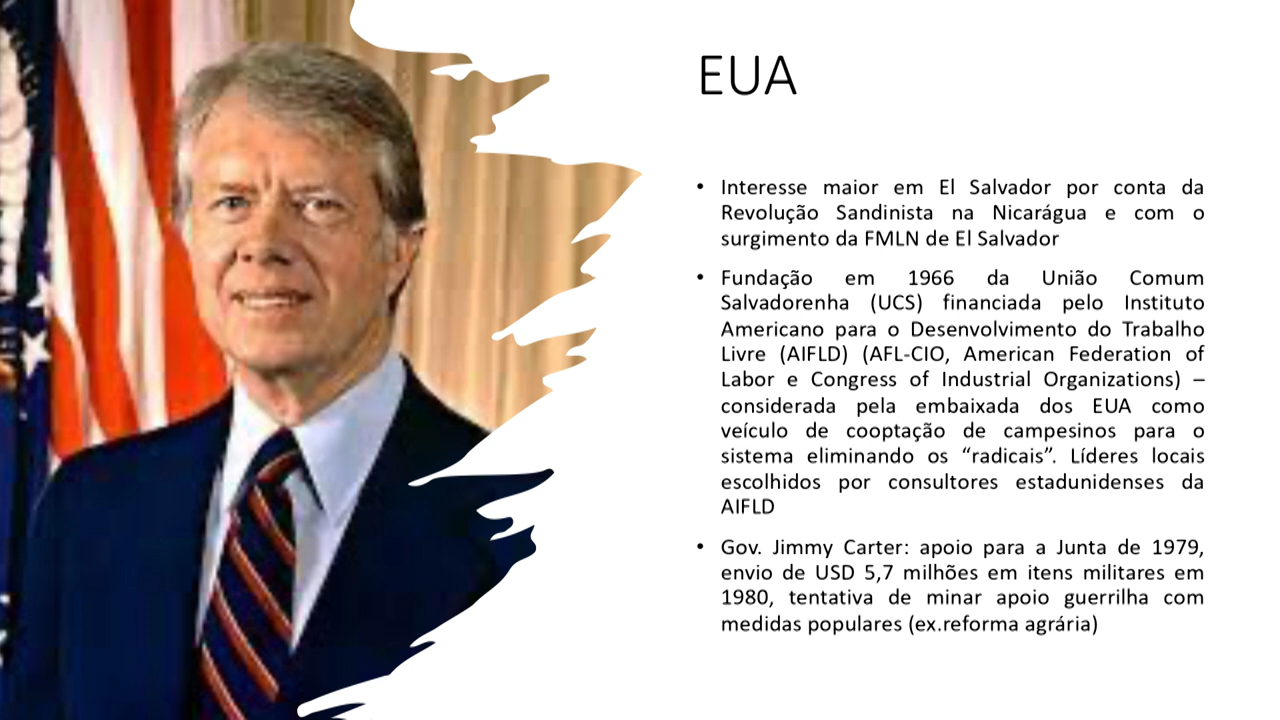 EUA
• Interesse maior em El Salvador por conta da
Revolução Sandinista na Nicarágua e com o
surgimento da FMLN de El Salvador
• Fundação em 1966 da União Comum
Salvadorenha (UCS) financiada pelo Instituto
Americano para o Desenvolvimento do Trabalho
Livre (AIFLD) (AFL-CIO, American Federation of
Labor e Congress of Industrial Organizations) –
considerada pela embaixada dos EUA como
veículo de cooptação de campesinos para o
sistema eliminando os “radicais”. Líderes locais
escolhidos por consultores estadunidenses da
AIFLD
• Gov. Jimmy Carter: apoio para a Junta de 1979,
envio de USD 5,7 milhões em itens militares em
1980, tentativa de minar apoio guerrilha com
medidas populares (ex.reforma agrária)